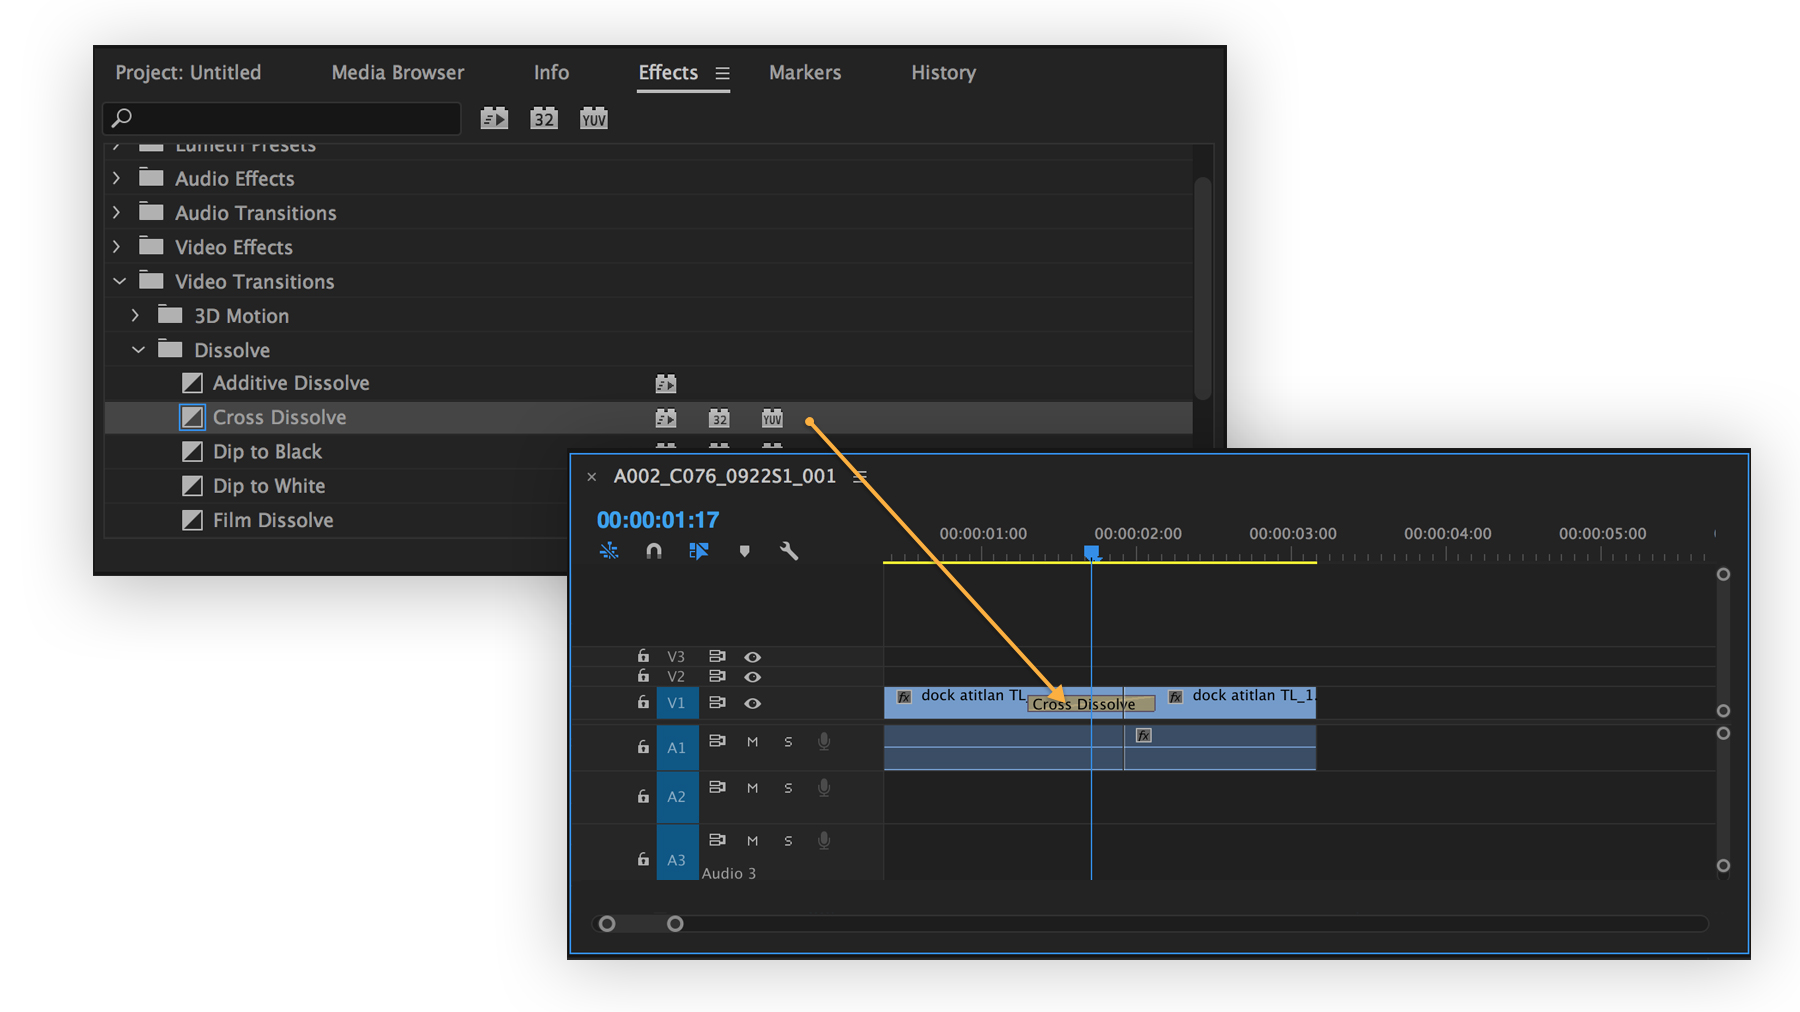 Project: Untitled
Media Browser
Info
Effects
Markers
History
32
YUV
Lumetri Presets
Audio Effects
Audio Transitions
Video Effects
Video Transitions
3D Motion
Dissolve
Additive Dissolve
Cross Dissolve
32
YUV
Dip to Black
Dip to White
Film Dissolve
A002_C076_0922S1_001
00:00:01:17
00:00:01:00
00:00:02:00
00:00:03:00
00:00:04:00
00:00:05:00
V3
V2
V1
fx dock atitlan TL_
Cross Dissolve
fx dock atitlan TL_1.
A1
M
S
fx
A2
M
S
A3
M
S
Audio 3